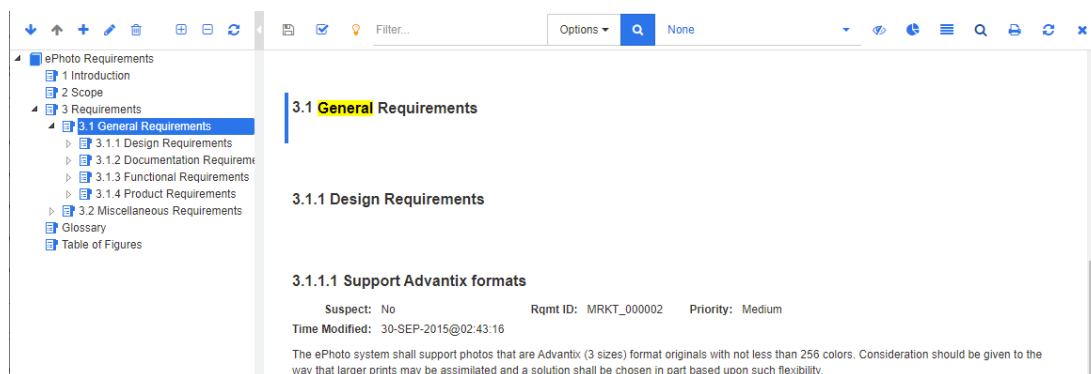 Filter...
Options
None
ePhoto Requirements
1 Introduction
2 Scope
3 Requirements
3.1 General Requirements
3.1.1 Design Requirements
3.1.2 Documentation Requireme
3.1.3 Functional Requirements
3.1.4 Product Requirements
3.2 Miscellaneous Requirements
Glossary
Table of Figures
3.1 General Requirements
3.1.1 Design Requirements
3.1.1.1 Support Advantix formats
Suspect: No Rqmt ID: MRKT_000002 Priority: Medium
Time Modified: 30-SEP-2015@02:43:16
The ePhoto system shall support photos that are Advantix (3 sizes) format originals with not less than 256 colors. Consideration should be given to the
way that larger prints may be assimilated and a solution shall be chosen in part based upon such flexibility.